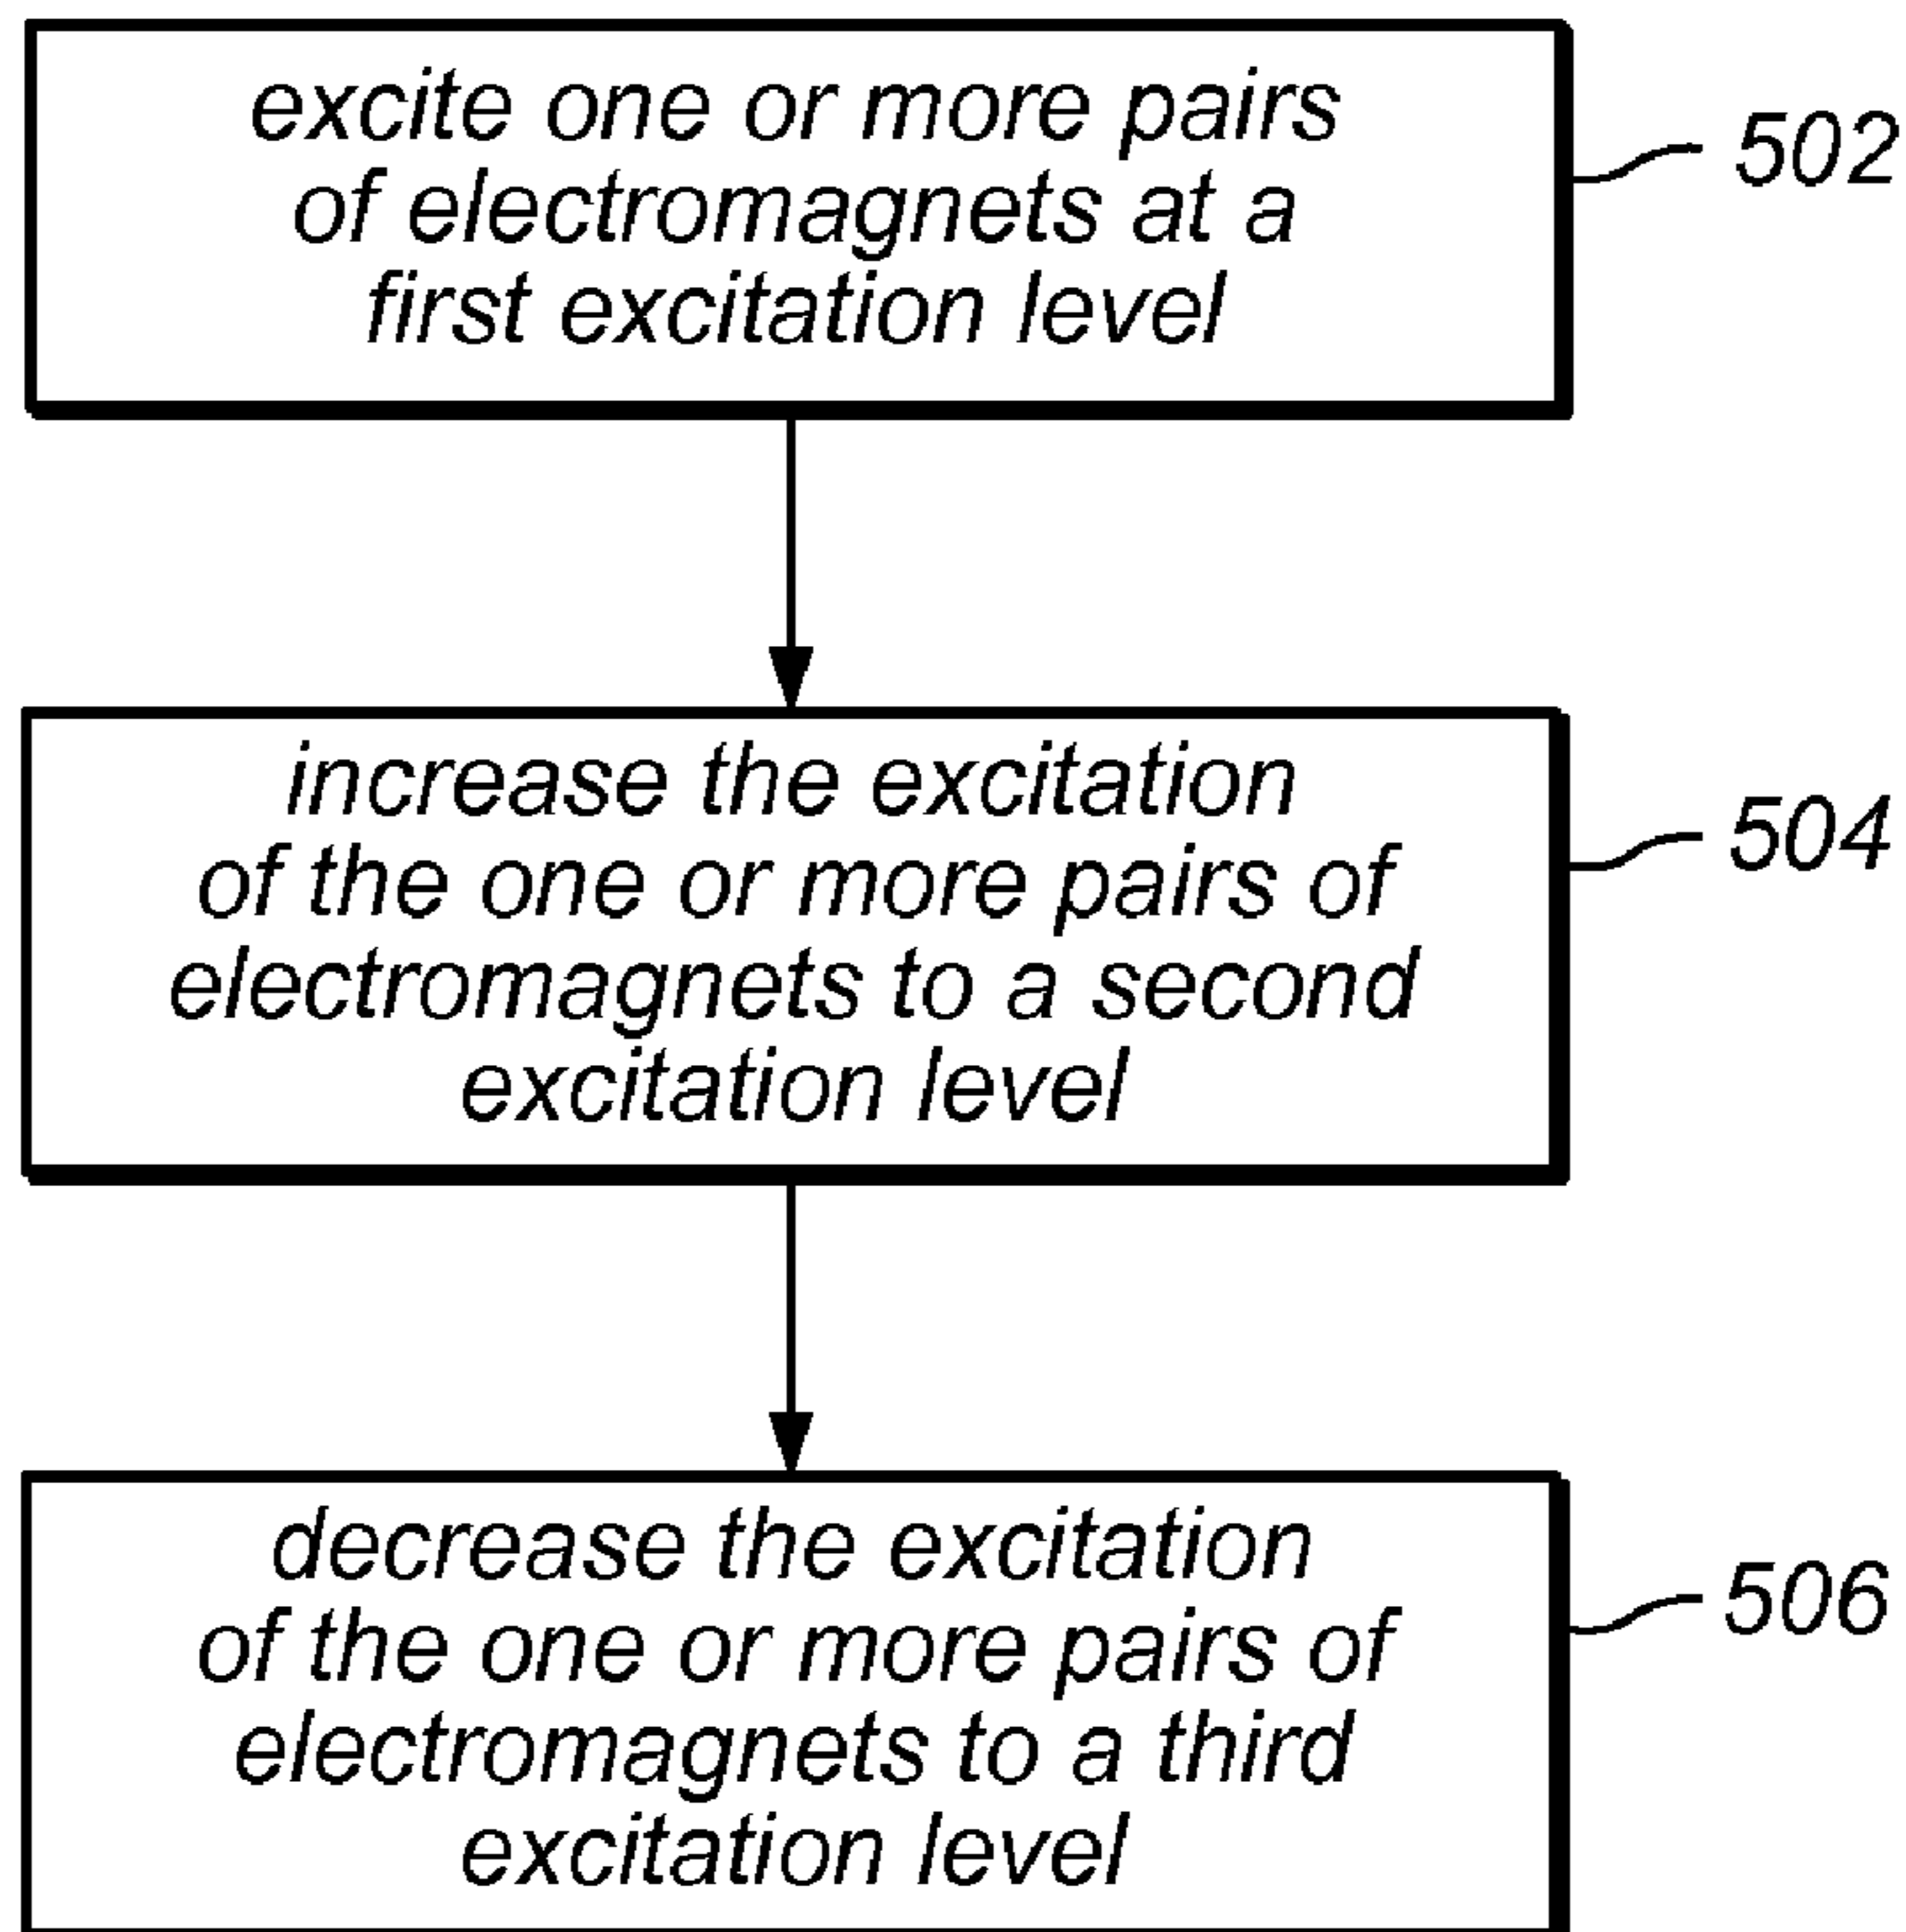 excite one or more pairs
of electromagnets at a
first excitation level
502
increase the excitation
of the one or more pairs of
electromagnets to a second
excitation level
504
decrease the excitation
of the one or more pairs of
electromagnets to a third
excitation level
506